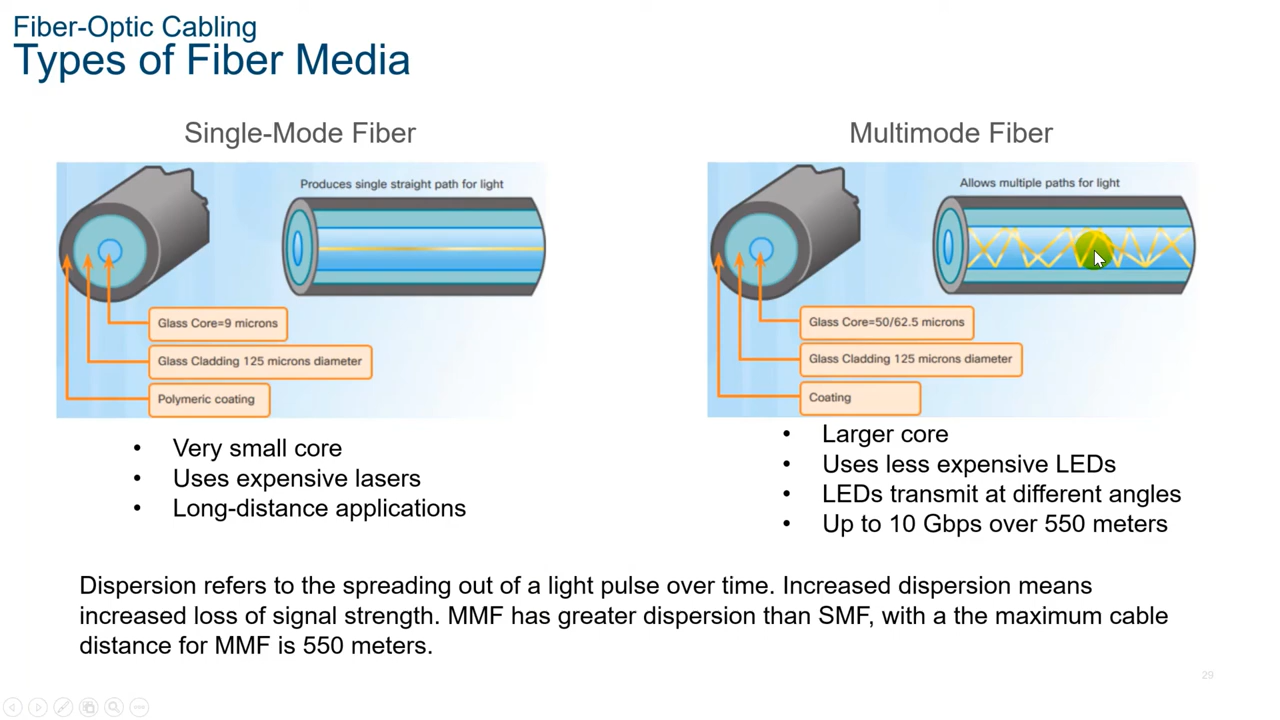 Fiber-Optic Cabling
Types of Fiber Media
Single-Mode Fiber
Produces single straight path for light
Glass Core=9 microns
Glass Cladding 125 microns diameter
Polymeric coating
• Very small core
• Uses expensive lasers
• Long-distance applications
Multimode Fiber
Allows multiple paths for light
Glass Core=50/62.5 microns
Glass Cladding 125 microns diameter
Coating
• Larger core
• Uses less expensive LEDs
• LEDs transmit at different angles
• Up to 10 Gbps over 550 meters
Dispersion refers to the spreading out of a light pulse over time. Increased dispersion means
increased loss of signal strength. MMF has greater dispersion than SMF, with a the maximum cable
distance for MMF is 550 meters.
29